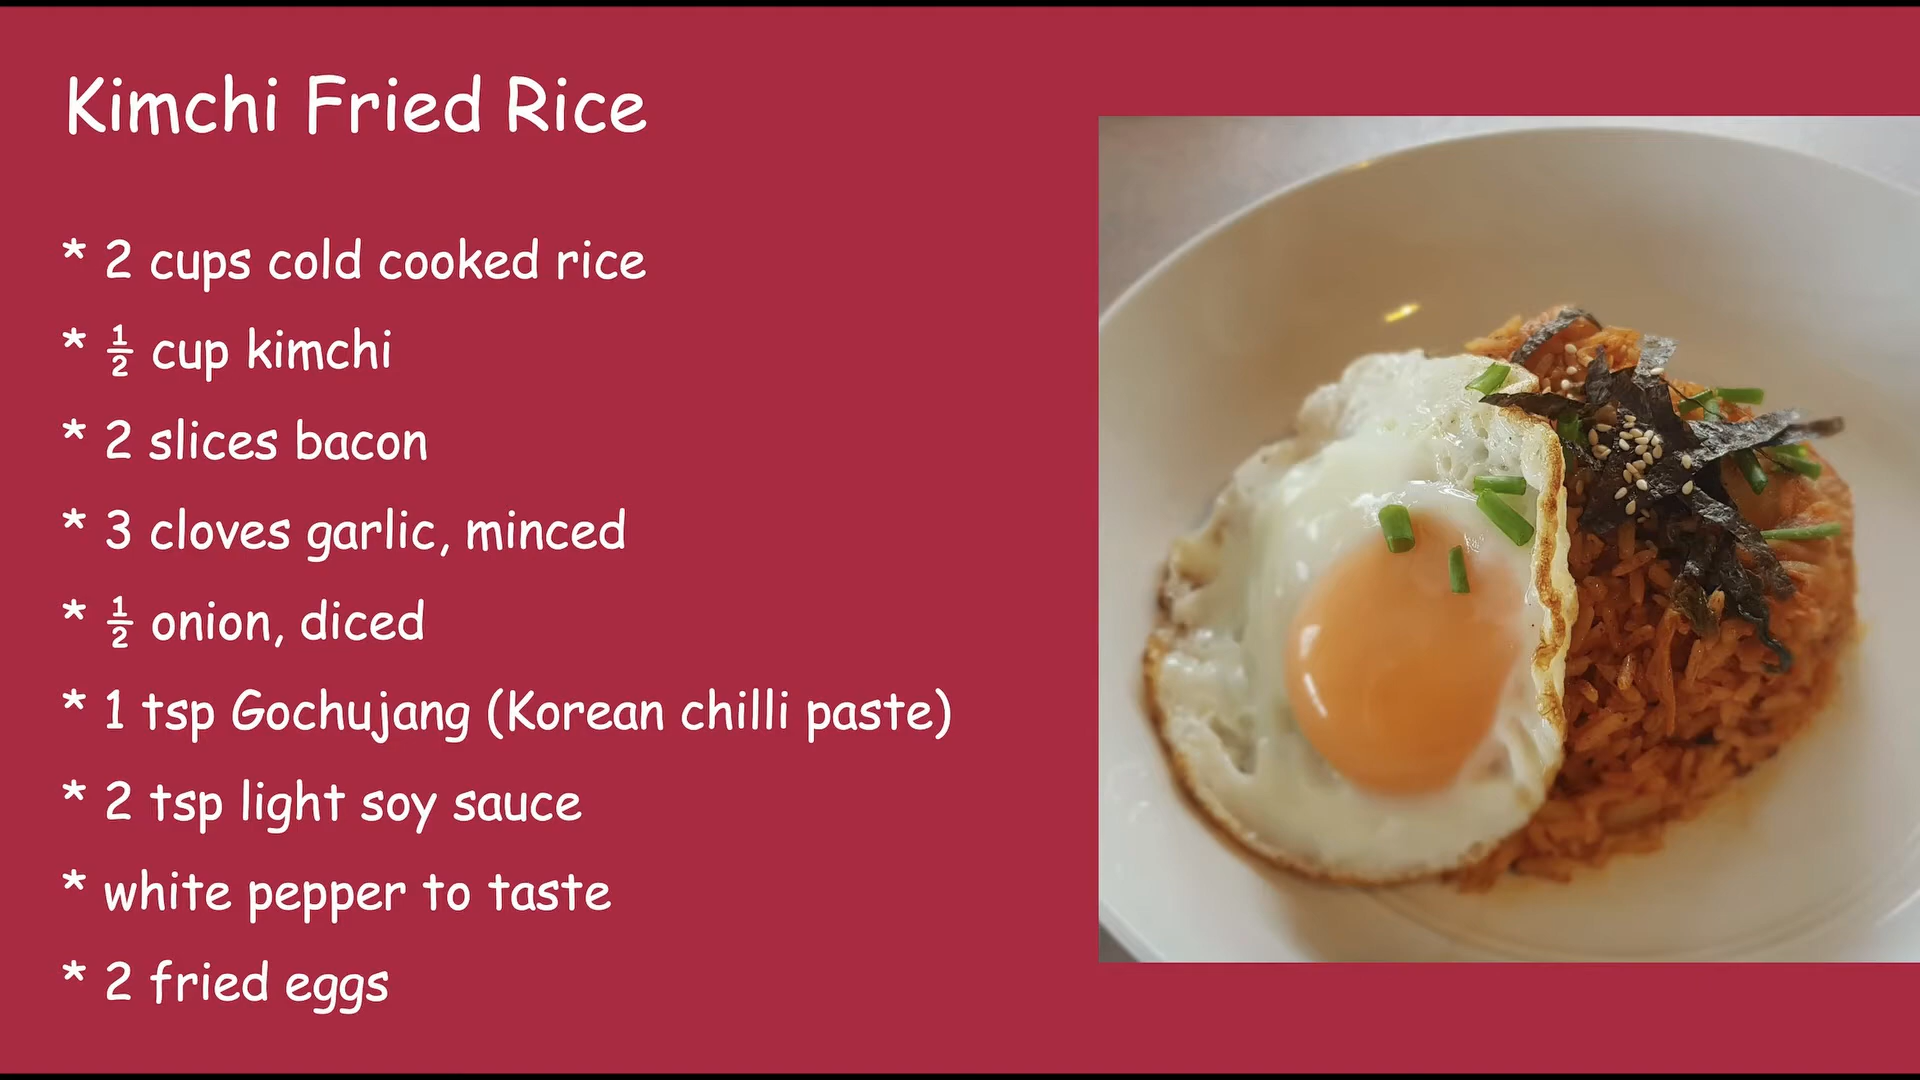 Kimchi Fried Rice
* 2 cups cold cooked rice
* ½ cup kimchi
* 2 slices bacon
* 3 cloves garlic, minced
* ½ onion, diced
* 1 tsp Gochujang (Korean chilli paste)
* 2 tsp light soy sauce
* white pepper to taste
* 2 fried eggs